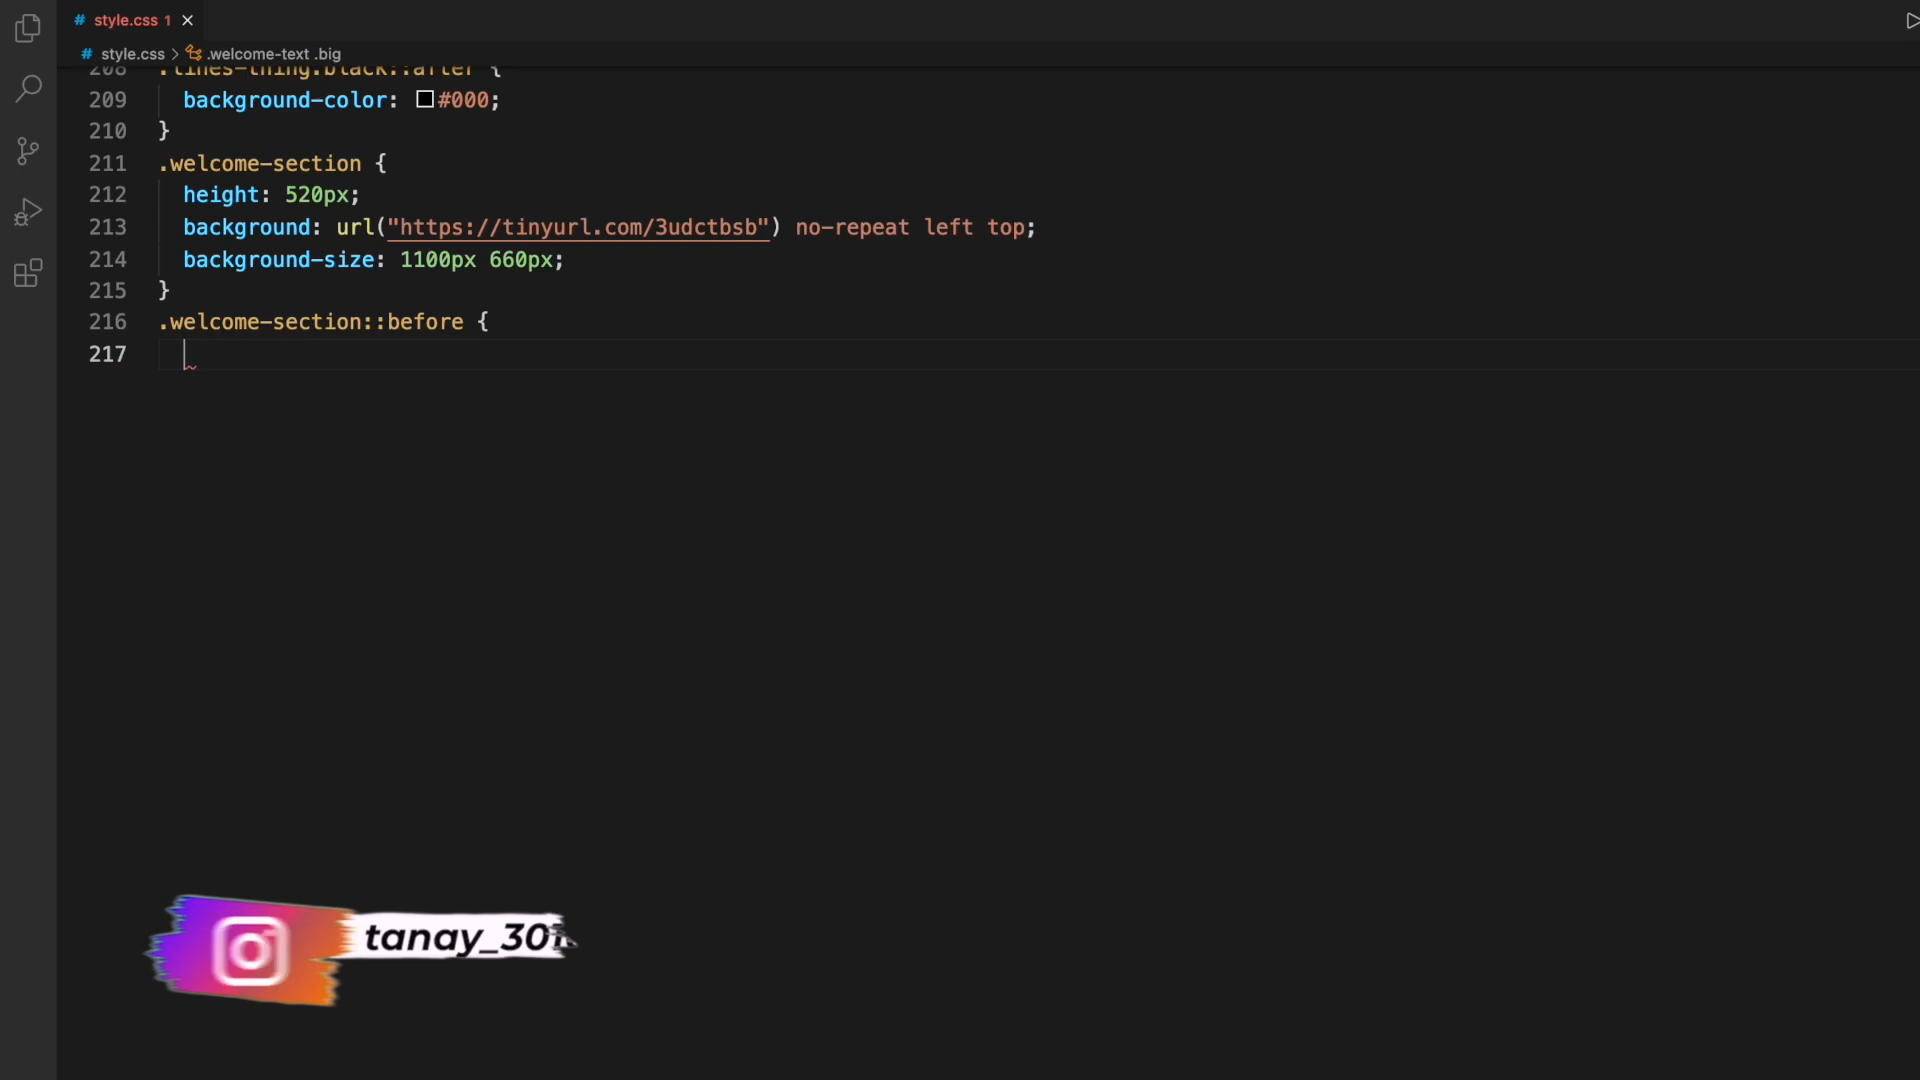 # style.css 1
# style.css > .welcome-text .big
208 .lines-thing.black::after {
209 background-color: #000;
210 }
211 .welcome-section {
212 height: 520px;
213 background: url("https://tinyurl.com/3udctbsb") no-repeat left top;
214 background-size: 1100px 660px;
215 }
216 .welcome-section::before {
217
tanay_301